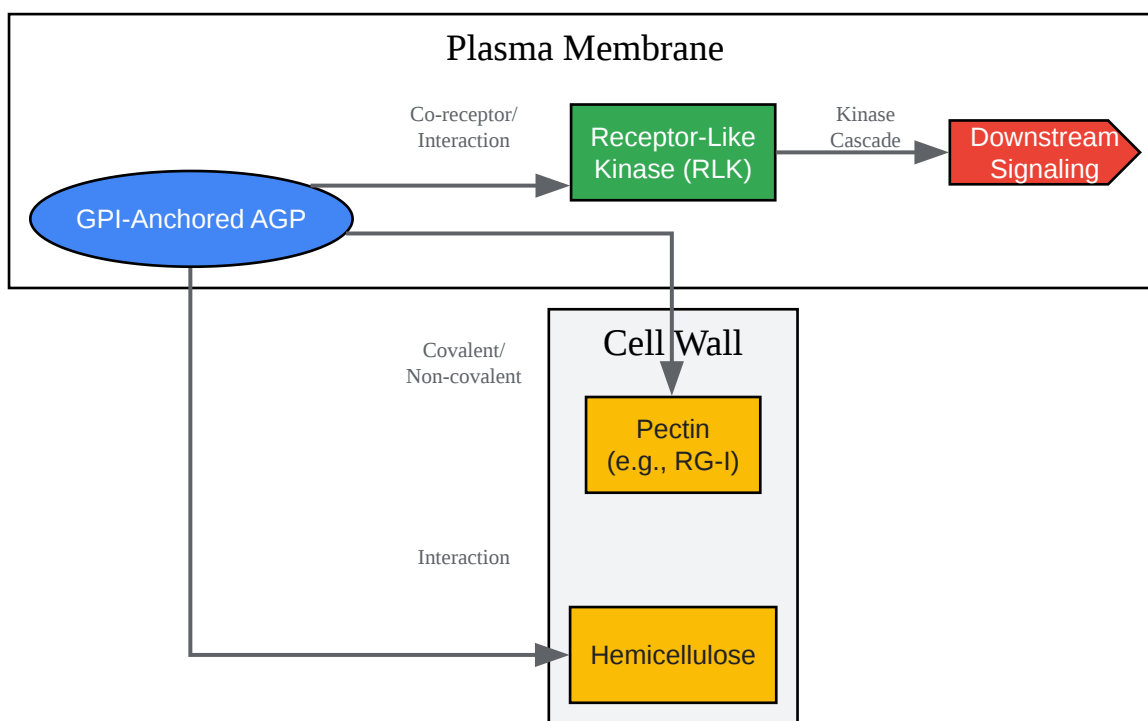 Plasma Membrane
Co-receptor/
Interaction
Receptor-Like
Kinase (RLK)
Kinase
Cascade
Downstream
Signaling
GPI-Anchored AGP
Covalent/
Non-covalent
Cell Wall
Pectin
(e.g., RG-I)
Interaction
Hemicellulose